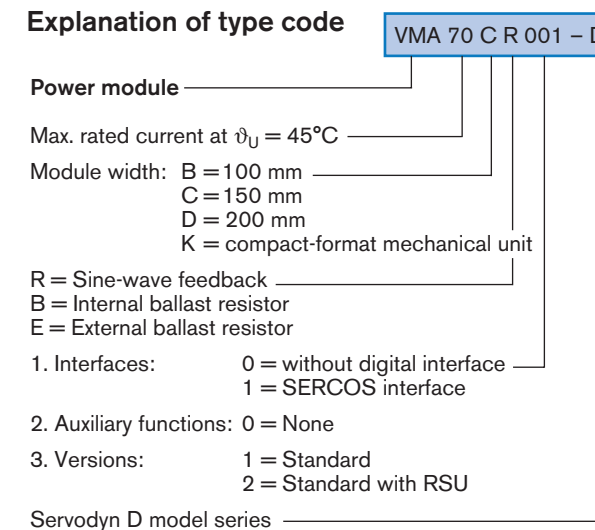 Explanation of type code
VMA 70 C R 001 – D
Power module
Max. rated current at ϑU = 45°C
Module width: B = 100 mm
C = 150 mm
D = 200 mm
K = compact-format mechanical unit
R = Sine-wave feedback
B = Internal ballast resistor
E = External ballast resistor
1. Interfaces: 0 = without digital interface
1 = SERCOS interface
2. Auxiliary functions: 0 = None
3. Versions: 1 = Standard
2 = Standard with RSU
Servodyn D model series